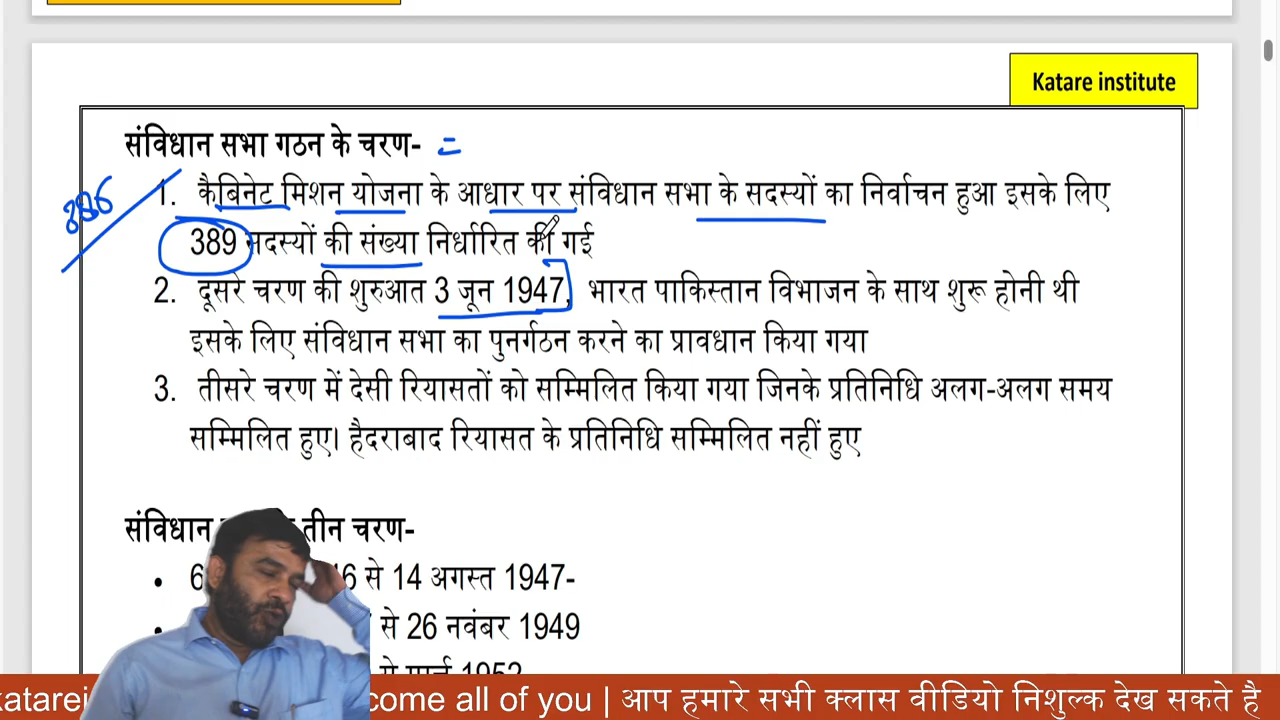 Katare institute
संविधान सभा गठन के चरण- =
1. कैबिनेट मिशन योजना के आधार पर संविधान सभा के सदस्यों का निर्वाचन हुआ इसके लिए
389 सदस्यों की संख्या निर्धारित की गई
2. दूसरे चरण की शुरुआत 3 जून 1947, भारत पाकिस्तान विभाजन के साथ शुरू होनी थी
इसके लिए संविधान सभा का पुनर्गठन करने का प्रावधान किया गया
3. तीसरे चरण में देसी रियासतों को सम्मिलित किया गया जिनके प्रतिनिधि अलग-अलग समय
सम्मिलित हुए। हैदराबाद रियासत के प्रतिनिधि सम्मिलित नहीं हुए
संविधान तीन चरण-
• से 14 अगस्त 1947-
• से 26 नवंबर 1949
come all of you | आप हमारे सभी क्लास वीडियो निशुल्क देख सकते है